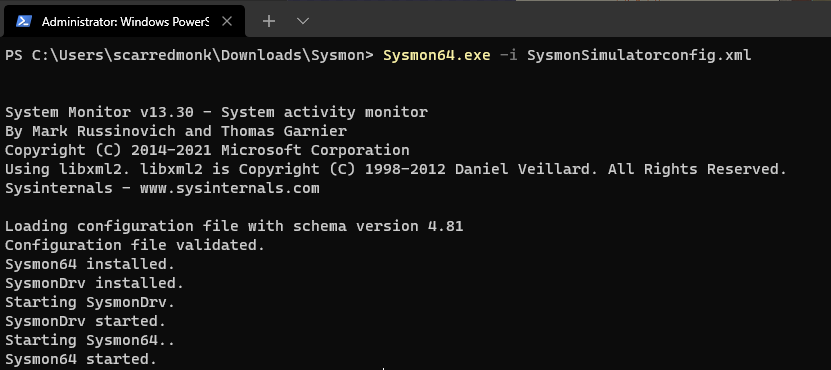 Administrator: Windows PowerS
PS C:\Users\scarredmonk\Downloads\Sysmon> Sysmon64.exe -i SysmonSimulatorconfig.xml
System Monitor v13.30 - System activity monitor
By Mark Russinovich and Thomas Garnier
Copyright (C) 2014-2021 Microsoft Corporation
Using libxml2. libxml2 is Copyright (C) 1998-2012 Daniel Veillard. All Rights Reserved.
Sysinternals - www.sysinternals.com
Loading configuration file with schema version 4.81
Configuration file validated.
Sysmon64 installed.
SysmonDrv installed.
Starting SysmonDrv.
SysmonDrv started.
Starting Sysmon64..
Sysmon64 started.